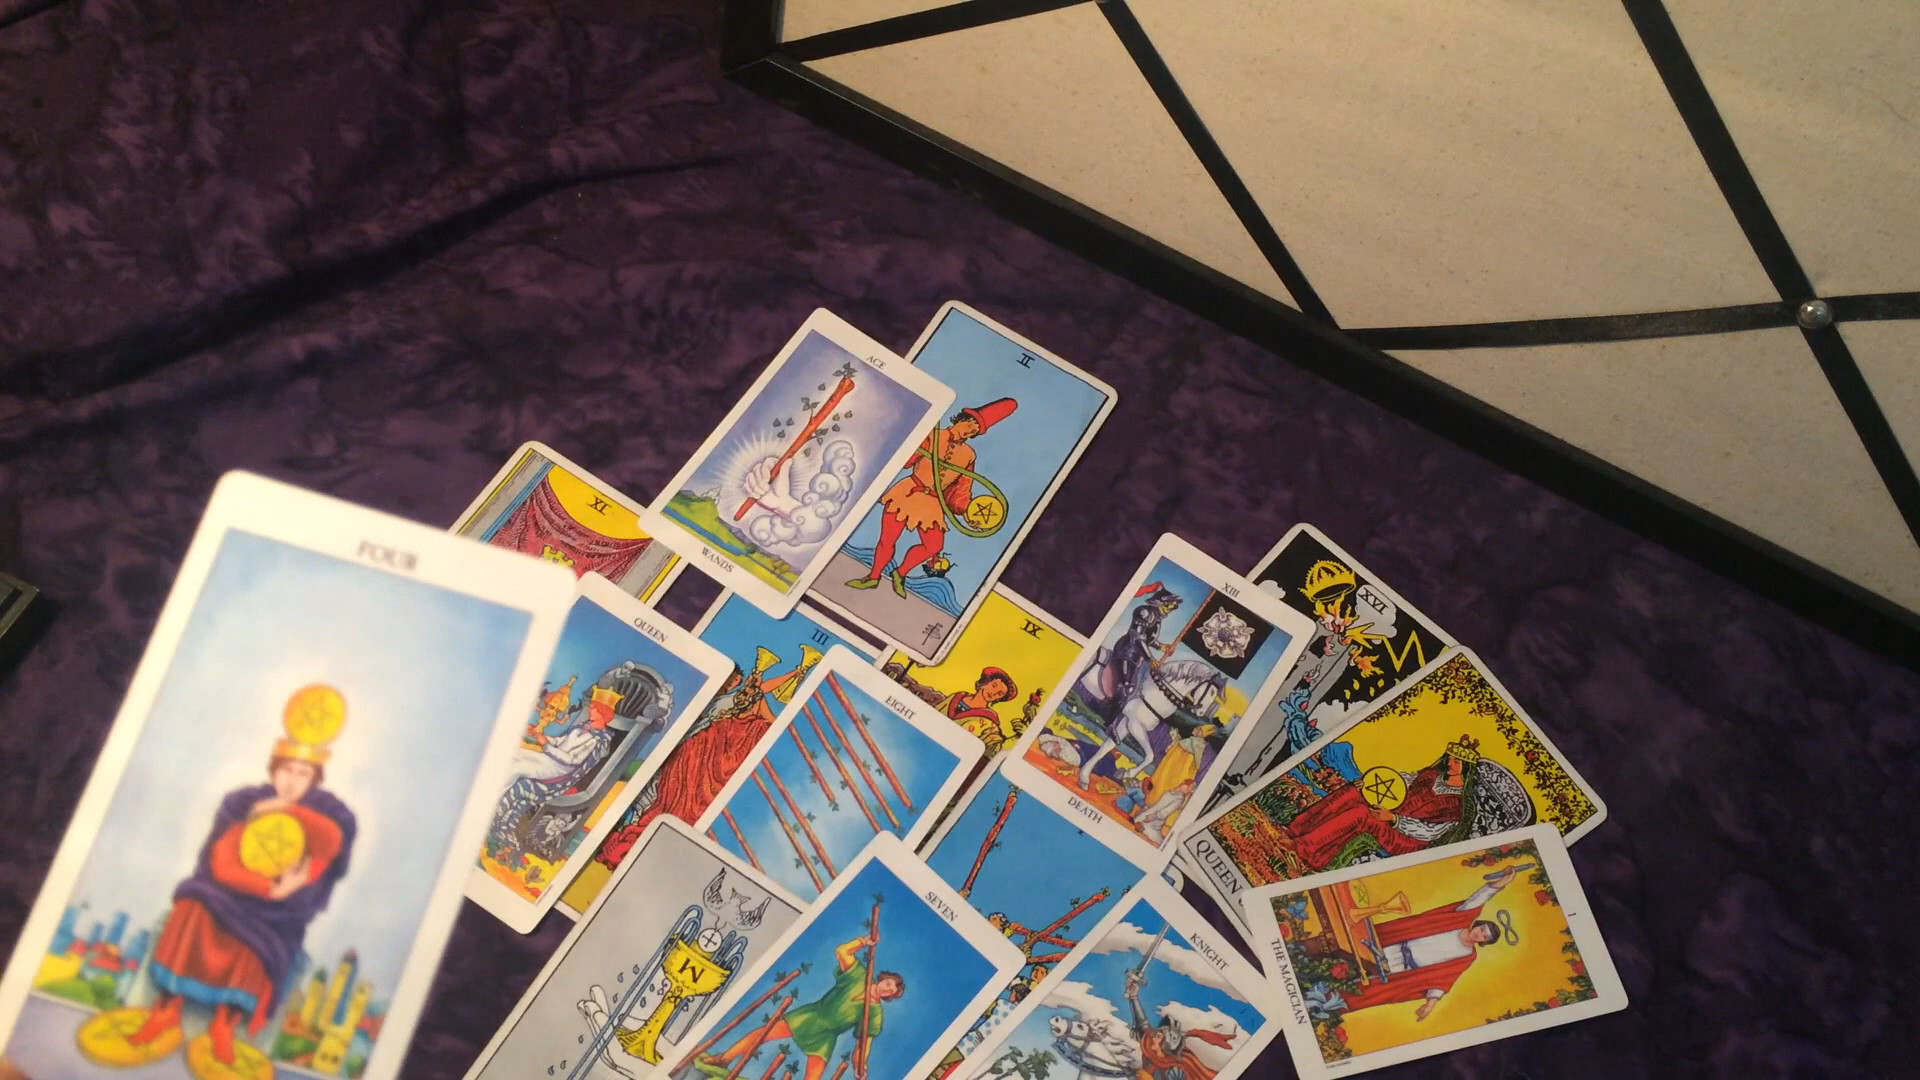 FOUR
XI
ACE
WANDS
II
QUEEN
III
IX
EIGHT
XIII
DEATH
XVI
QUEEN
SEVEN
KNIGHT
I
THE MAGICIAN
M